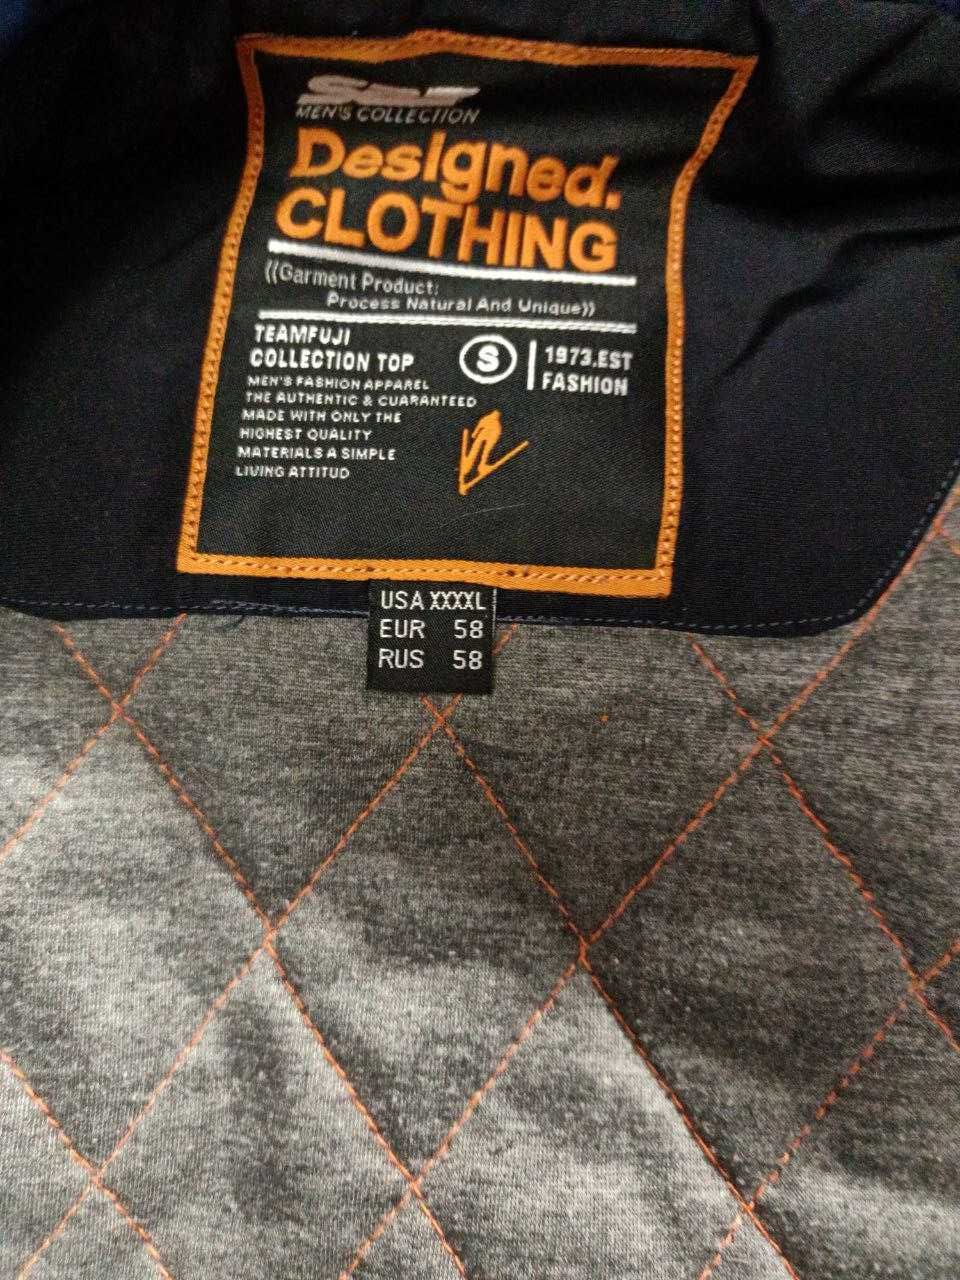 MEN'S COLLECTION
Designed.
CLOTHING
((Garment Product:
Process Natural And Unique))
TEAMFUJI
COLLECTION TOP
MEN'S FASHION APPAREL
THE AUTHENTIC & CUARANTEED
MADE WITH ONLY THE
HIGHEST QUALITY
MATERIALS A SIMPLE
LIVING ATTITUD
S
1973.EST
FASHION
USA XXXXL
EUR 58
RUS 58